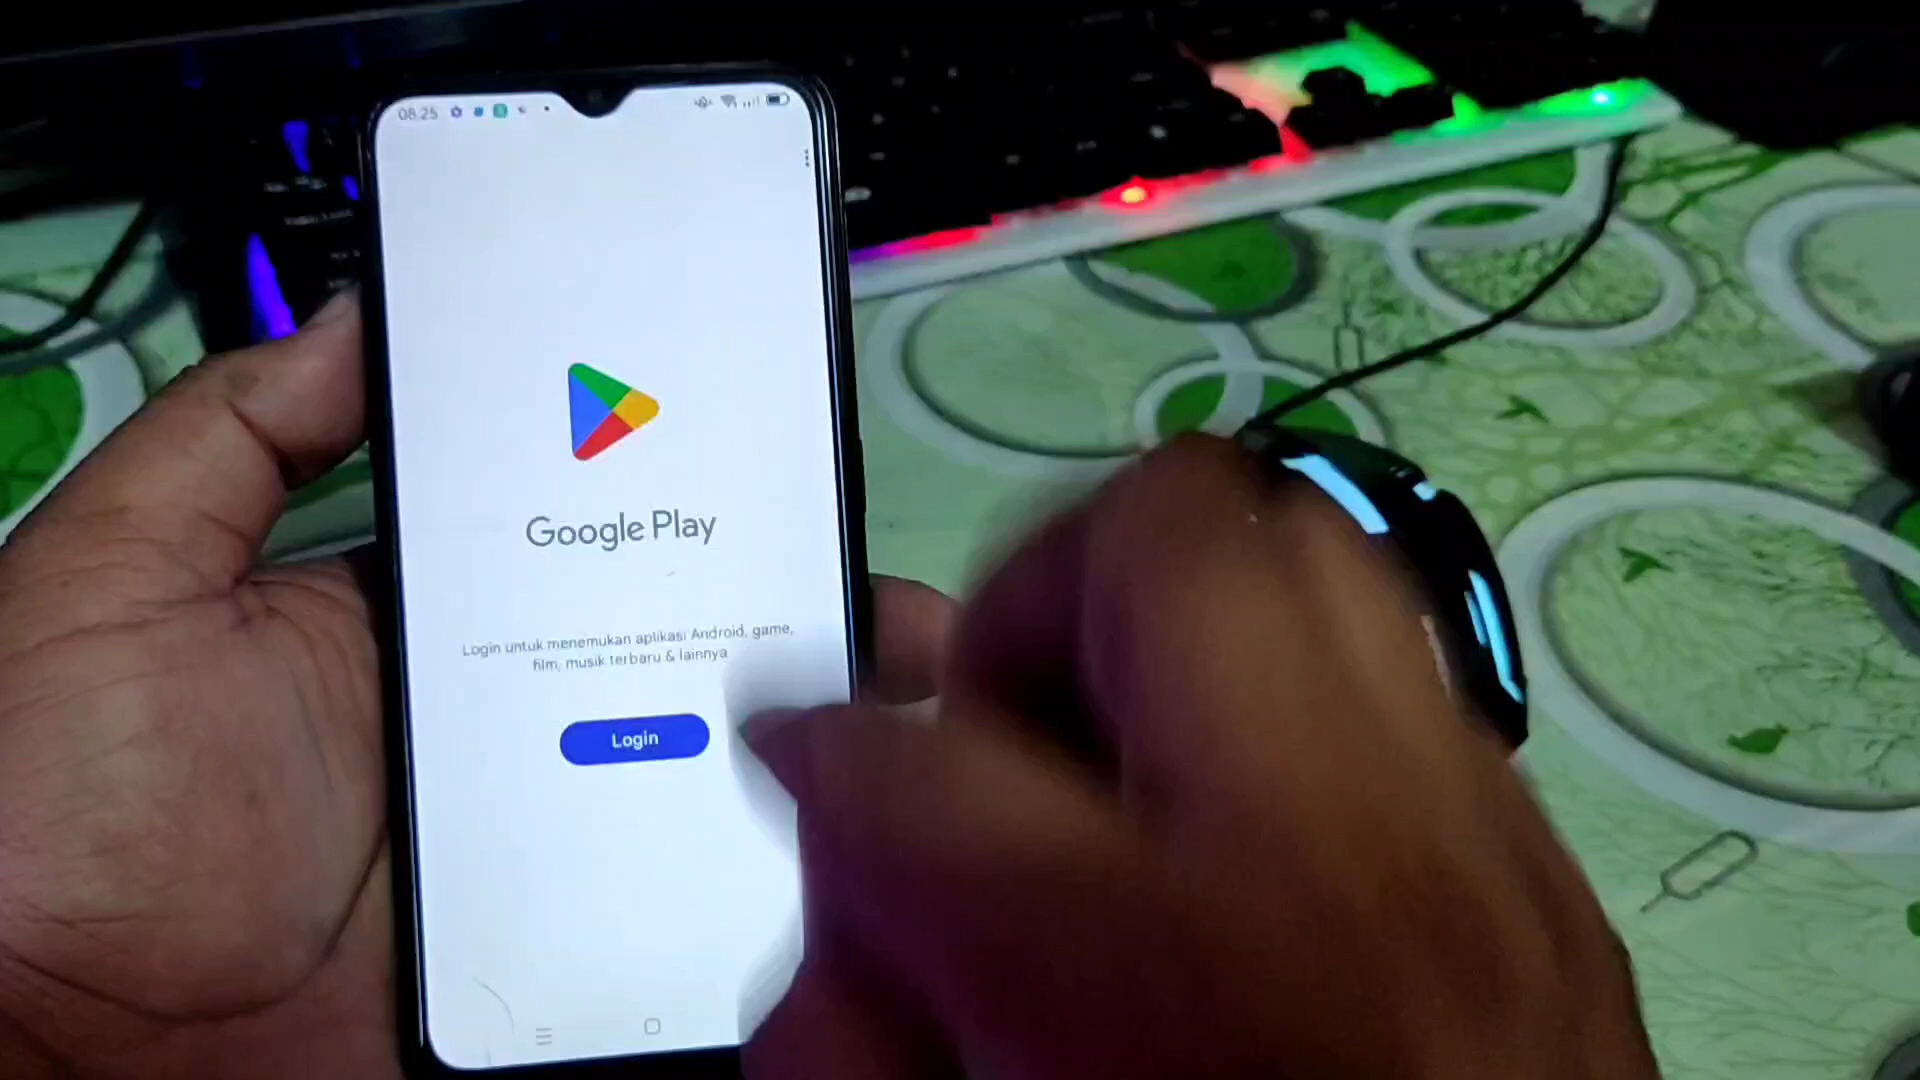 08.25
Google Play
Login untuk menemukan aplikasi Android, game,
film, musik terbaru & lainnya
Login